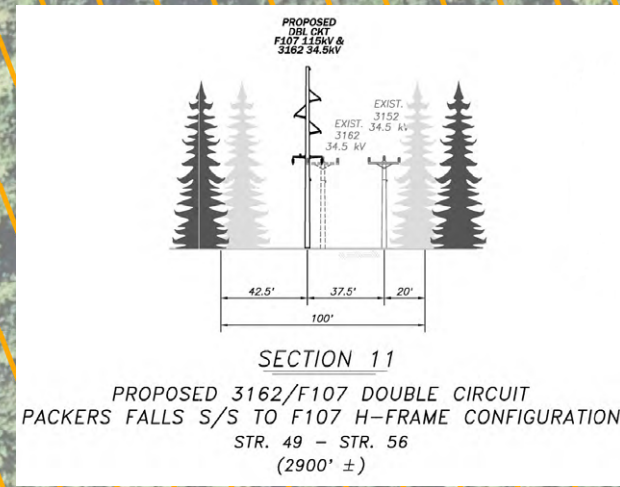 PROPOSED
DBL CKT
F107 115kV &
3162 34.5kV
EXIST.
3162
34.5 kV
EXIST.
3152
34.5 kV
42.5'
37.5'
20'
100'
SECTION 11
PROPOSED 3162/F107 DOUBLE CIRCUIT
PACKERS FALLS S/S TO F107 H-FRAME CONFIGURATION
STR. 49 - STR. 56
(2900' ±)